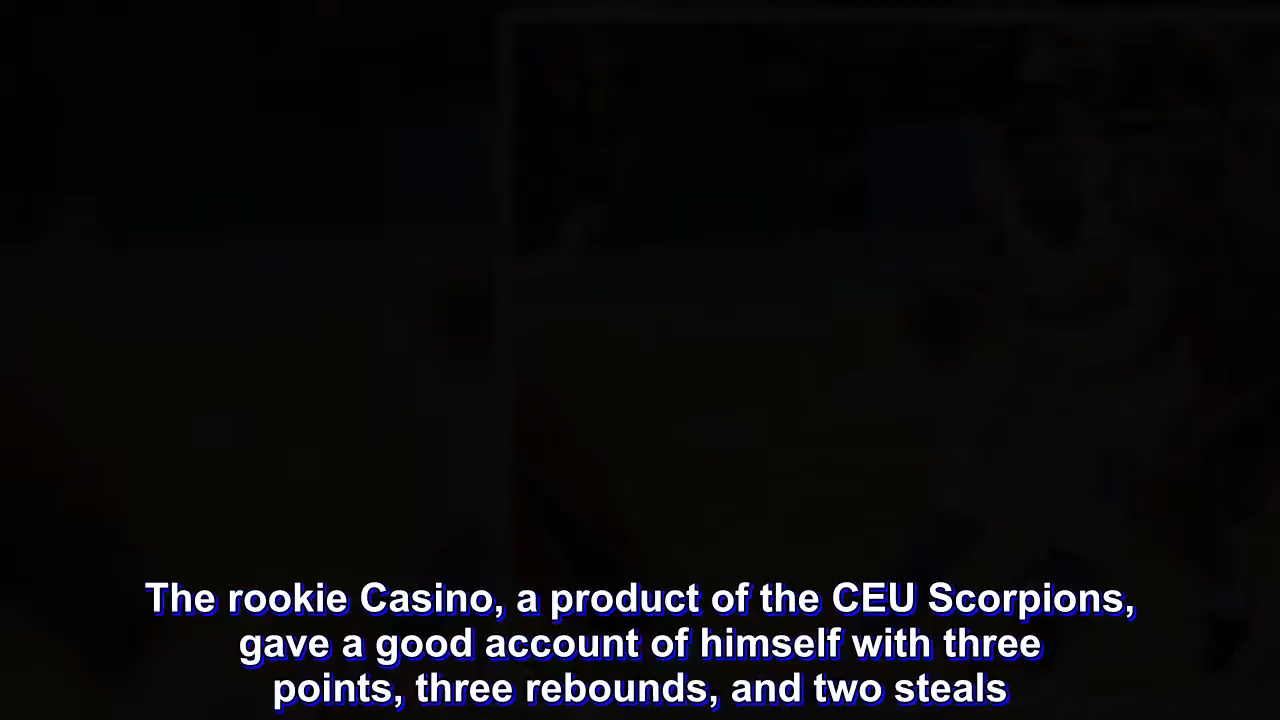 The rookie Casino, a product of the CEU Scorpions,
gave a good account of himself with three
points, three rebounds, and two steals